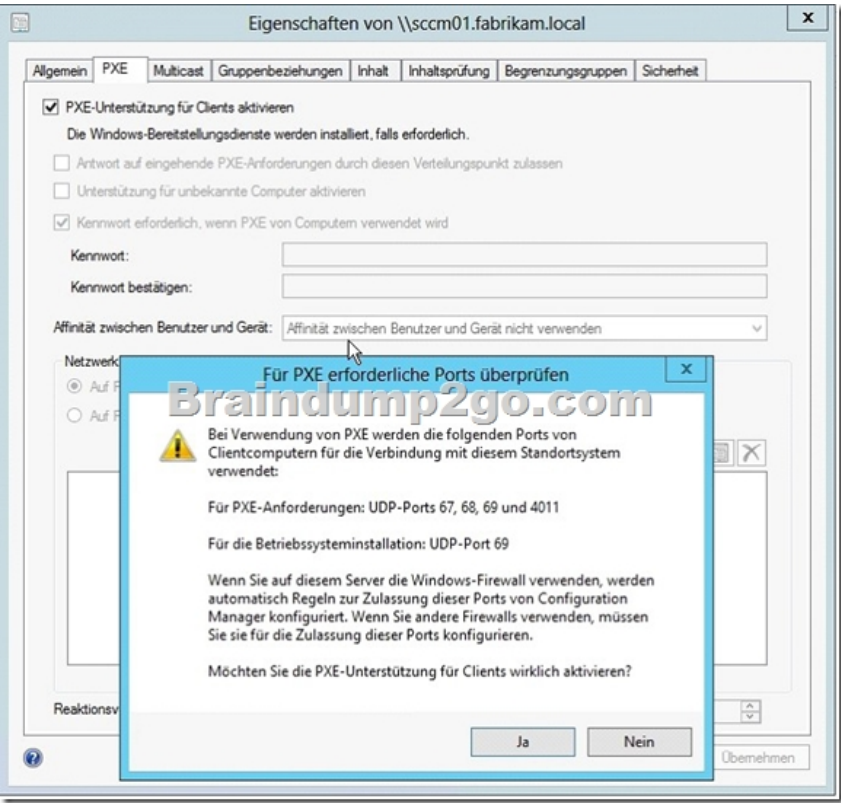 Eigenschaften von \\sccm01.fabrikam.local
x
Allgemein PXE Multicast Gruppenbeziehungen Inhalt Inhaltsprüfung Begrenzungsgruppen Sicherheit
PXE-Unterstützung für Clients aktivieren
Die Windows-Bereitstellungsdienste werden installiert, falls erforderlich.
Antwort auf eingehende PXE-Anforderungen durch diesen Verteilungspunkt zulassen
Unterstützung für unbekannte Computer aktivieren
Kennwort erforderlich, wenn PXE von Computern verwendet wird
Kennwort:
Kennwort bestätigen:
Affinität zwischen Benutzer und Gerät: Affinität zwischen Benutzer und Gerät nicht verwenden
Netzwerk
Auf
Auf
Für PXE erforderliche Ports überprüfen
x
Braindump2go.com
Bei Verwendung von PXE werden die folgenden Ports von
Clientcomputern für die Verbindung mit diesem Standortsystem
verwendet:
Für PXE-Anforderungen: UDP-Ports 67, 68, 69 und 4011
Für die Betriebssysteminstallation: UDP-Port 69
Wenn Sie auf diesem Server die Windows-Firewall verwenden, werden
automatisch Regeln zur Zulassung dieser Ports von Configuration
Manager konfiguriert. Wenn Sie andere Firewalls verwenden, müssen
Sie sie für die Zulassung dieser Ports konfigurieren.
Möchten Sie die PXE-Unterstützung für Clients wirklich aktivieren?
Reaktionsv
Ja Nein
Übernehmen